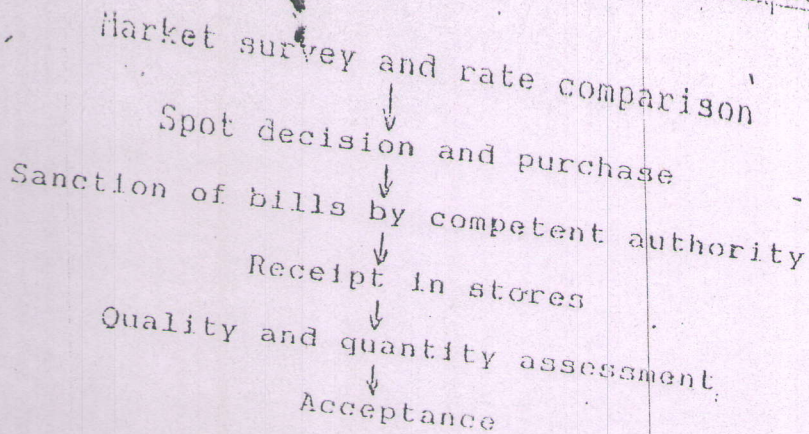 Market survey and rate comparison
Spot decision and purchase
Sanction of bills by competent authority
Receipt in stores
Quality and quantity assessment
Acceptance